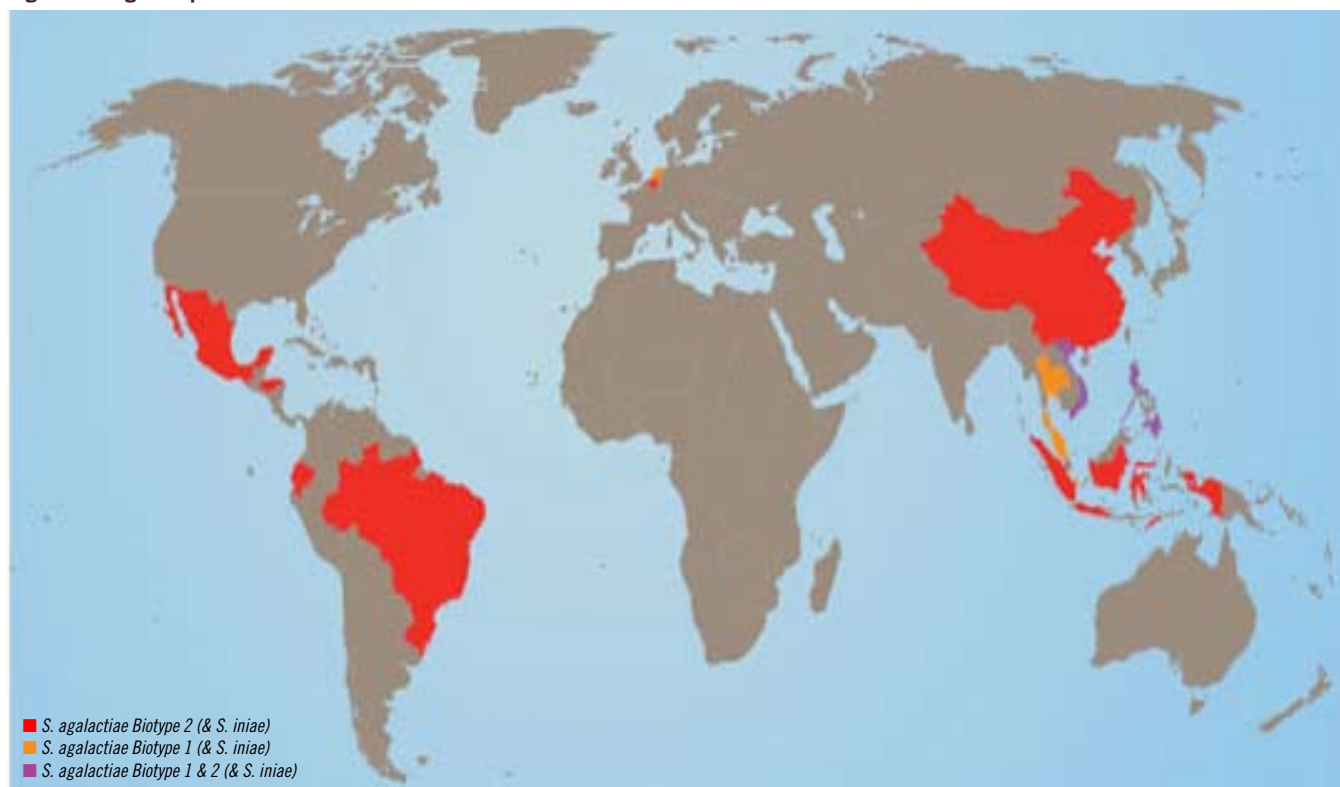 S. agalactiae Biotype 2 (& S. iniae)
S. agalactiae Biotype 1 (& S. iniae)
S. agalactiae Biotype 1 & 2 (& S. iniae)